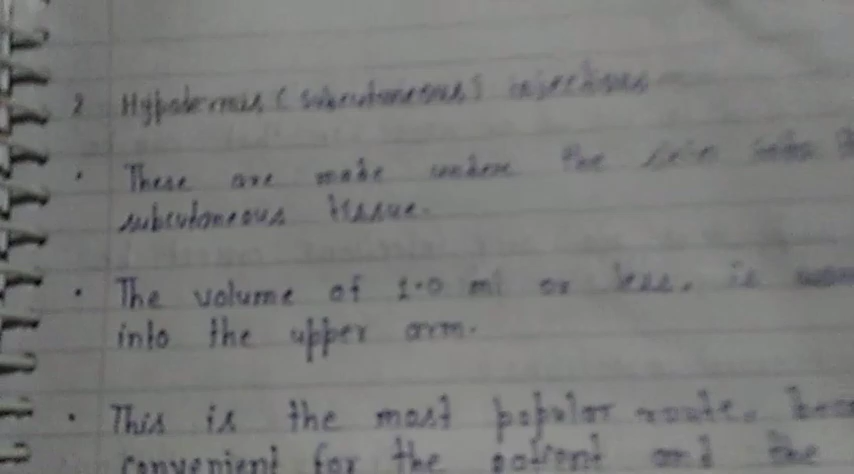 2 Hypodermis ( subcutaneous ) injections
• These are made under the skin into
subcutaneous tissue.
• The volume of 1.0 ml or less. is
into the upper arm.
• This is the most popular route.
convenient for the patient and the